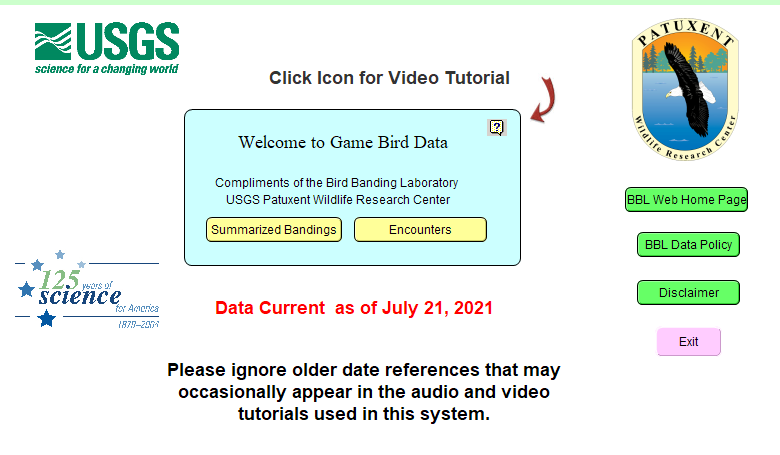 USGS
science for a changing world
Click Icon for Video Tutorial
PATUXENT
Wildlife Research Center
?
Welcome to Game Bird Data
Compliments of the Bird Banding Laboratory
USGS Patuxent Wildlife Research Center
Summarized Bandings
Encounters
BBL Web Home Page
BBL Data Policy
Disclaimer
Exit
125 years of
science
for America
1879–2004
Data Current as of July 21, 2021
Please ignore older date references that may
occasionally appear in the audio and video
tutorials used in this system.